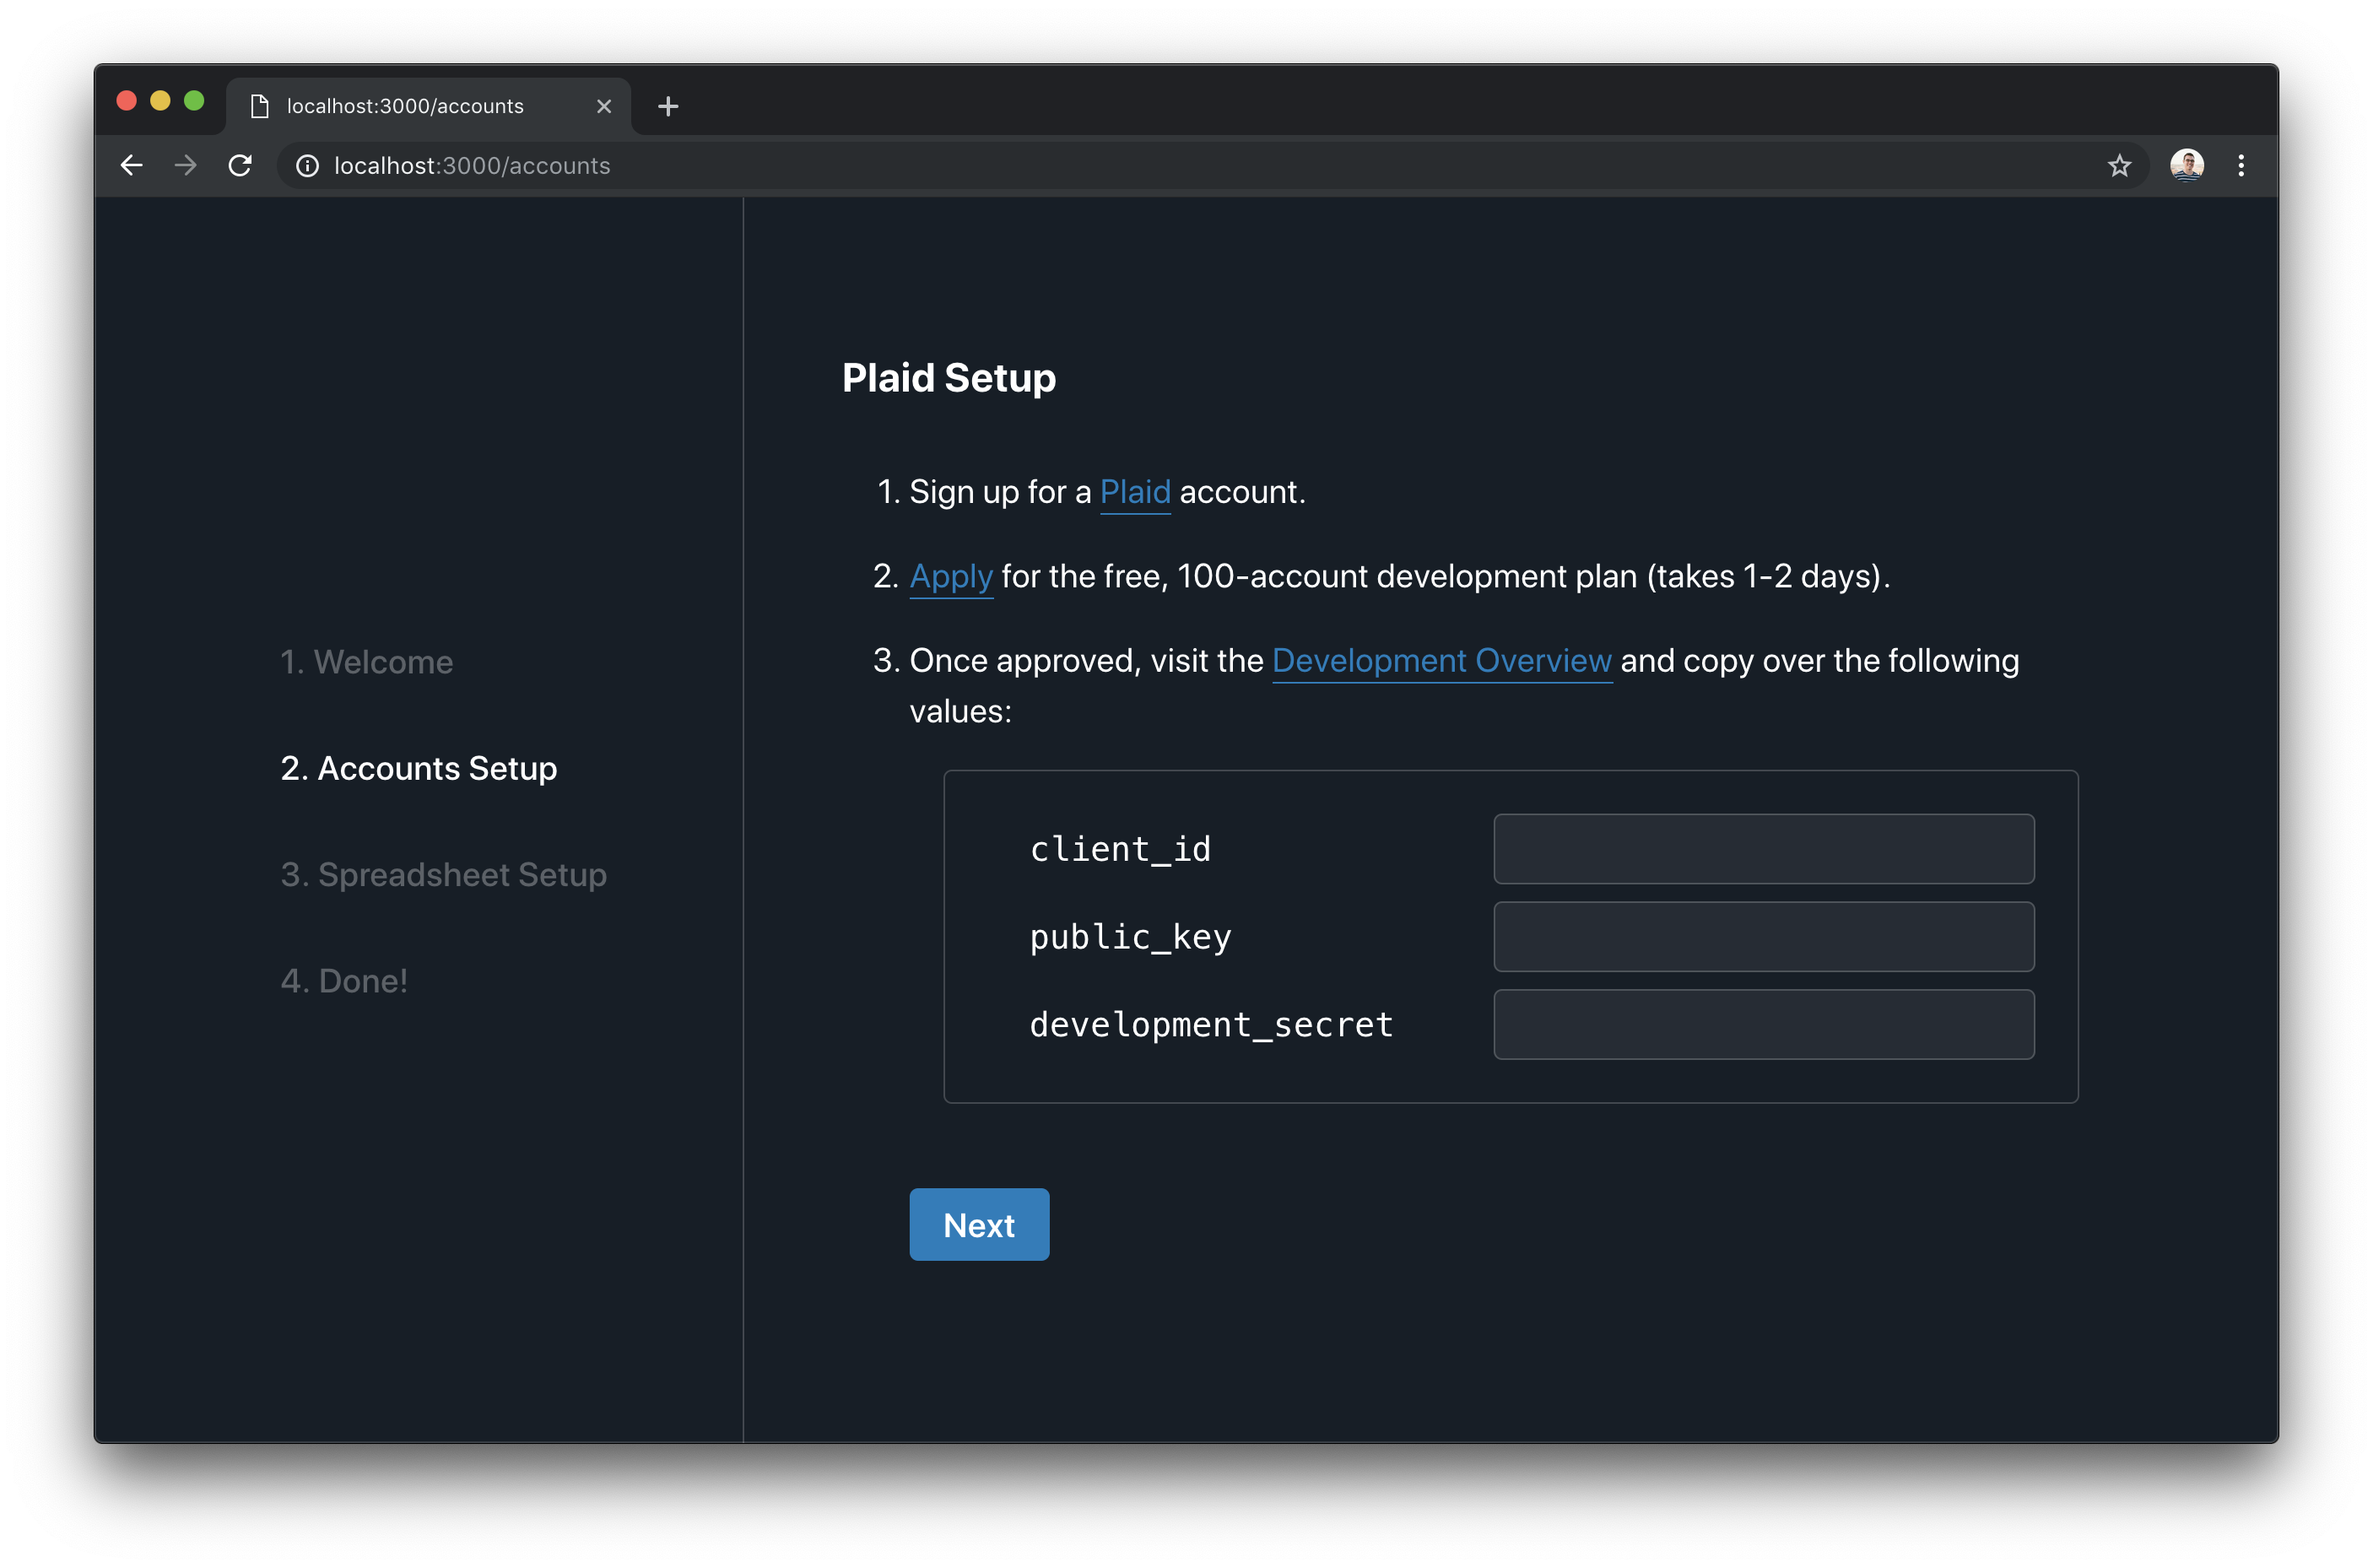 localhost:3000/accounts
localhost:3000/accounts
1. Welcome
2. Accounts Setup
3. Spreadsheet Setup
4. Done!
Plaid Setup
1. Sign up for a Plaid account.
2. Apply for the free, 100-account development plan (takes 1-2 days).
3. Once approved, visit the Development Overview and copy over the following
values:
client_id
public_key
development_secret
Next